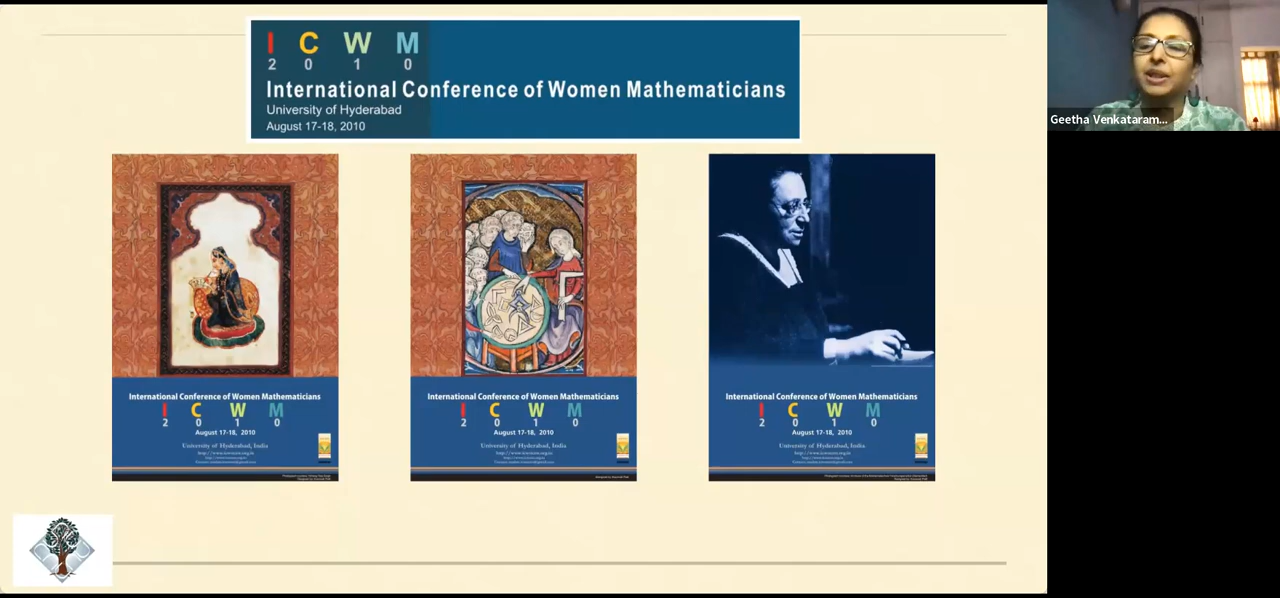 I C W M
2 0 1 0
International Conference of Women Mathematicians
University of Hyderabad
August 17-18, 2010
Geetha Venkataram...
International Conference of Women Mathematicians
I C W M
2 0 1 0
August 17-18, 2010
University of Hyderabad, India
International Conference of Women Mathematicians
I C W M
2 0 1 0
August 17-18, 2010
University of Hyderabad, India
International Conference of Women Mathematicians
I C W M
2 0 1 0
August 17-18, 2010
University of Hyderabad, India